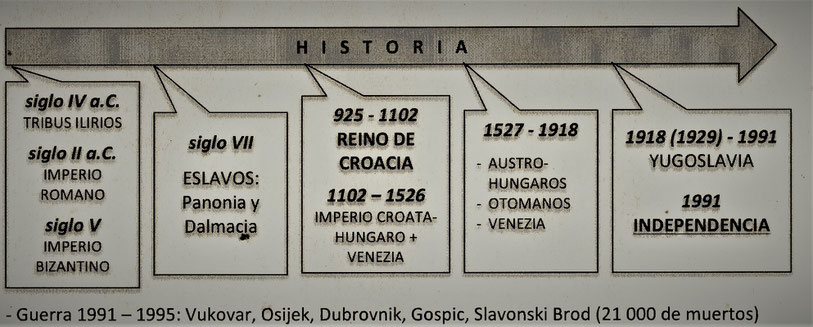 HISTORIA
siglo IV a.C.
TRIBUS ILIRIOS
siglo II a.C.
IMPERIO
ROMANO
siglo V
IMPERIO
BIZANTINO
siglo VII
ESLAVOS:
Panonia y
Dalmacia
925 - 1102
REINO DE
CROACIA
1102 – 1526
IMPERIO CROATA-
HUNGARO +
VENEZIA
1527 - 1918
- AUSTRO-
HUNGAROS
- OTOMANOS
- VENEZIA
1918 (1929) - 1991
YUGOSLAVIA
1991
INDEPENDENCIA
- Guerra 1991 – 1995: Vukovar, Osijek, Dubrovnik, Gospic, Slavonski Brod (21 000 de muertos)